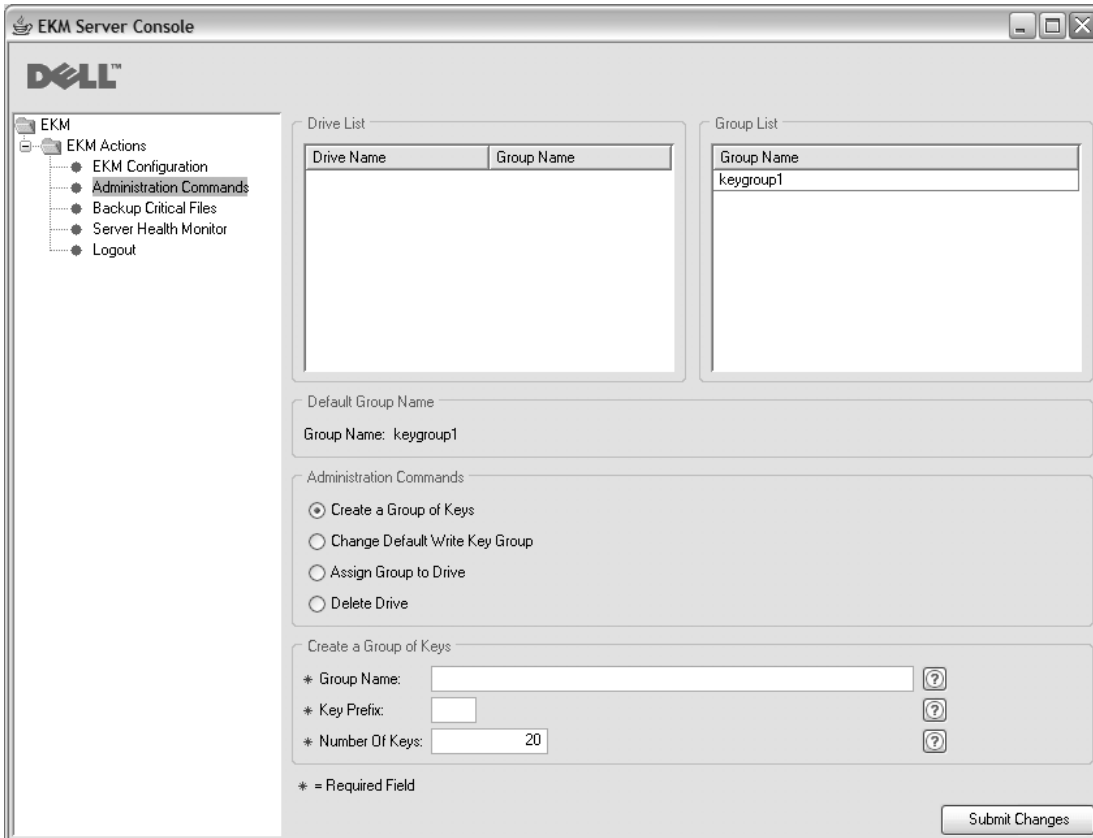 EKM Server Console
DELL™
EKM
EKM Actions
EKM Configuration
Administration Commands
Backup Critical Files
Server Health Monitor
Logout
Drive List
Drive Name Group Name
Group List
Group Name
keygroup1
Default Group Name
Group Name: keygroup1
Administration Commands
Create a Group of Keys
Change Default Write Key Group
Assign Group to Drive
Delete Drive
Create a Group of Keys
* Group Name: ?
* Key Prefix: ?
* Number Of Keys: 20 ?
* = Required Field
Submit Changes